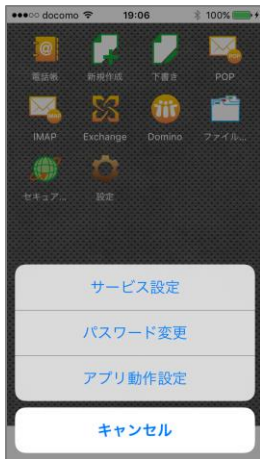 docomo 19:06 100%
電話帳 新規作成 下書き POP
IMAP Exchange Domino ファイル...
セキュア... 設定
サービス設定
パスワード変更
アプリ動作設定
キャンセル